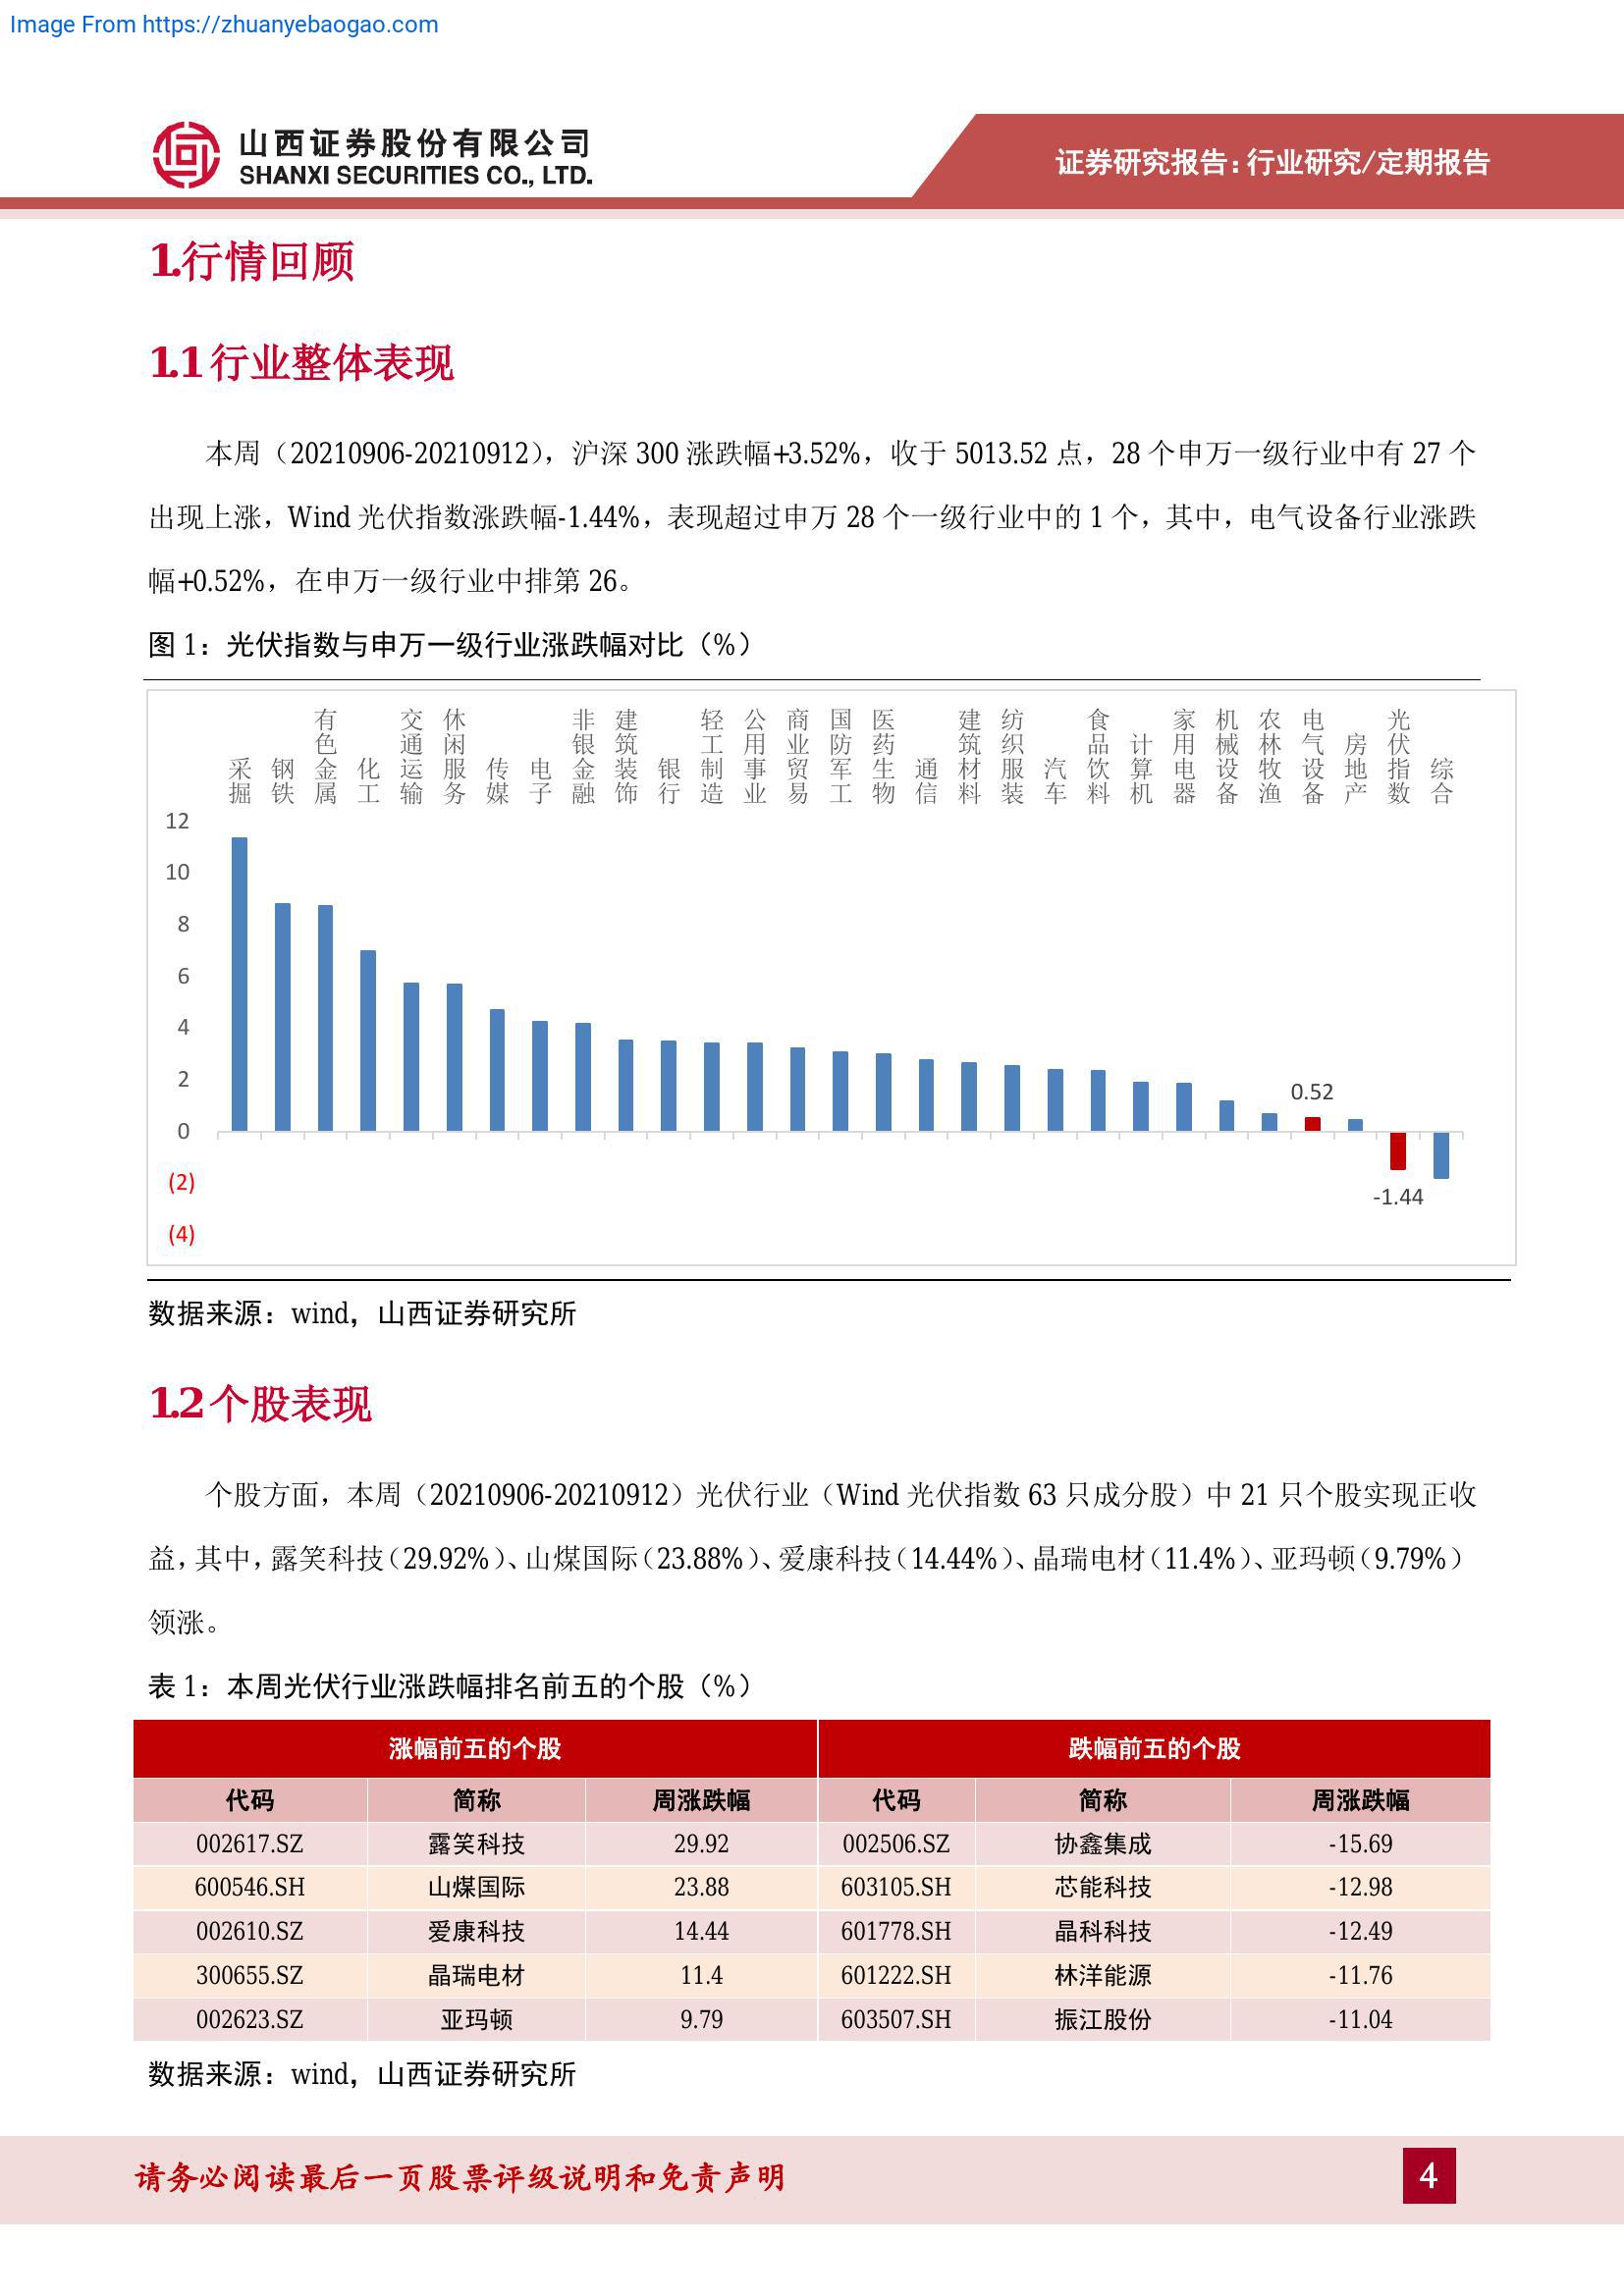 Image From https://zhuanyebaogao.com
山西证券股份有限公司
SHANXI SECURITIES CO., LTD.
证券研究报告:行业研究/定期报告
1.行情回顾
1.1 行业整体表现
本周（20210906-20210912），沪深 300 涨跌幅+3.52%，收于 5013.52 点，28 个申万一级行业中有 27 个
出现上涨，Wind 光伏指数涨跌幅-1.44%，表现超过申万 28 个一级行业中的 1 个，其中，电气设备行业涨跌
幅+0.52%，在申万一级行业中排第 26。
图 1：光伏指数与申万一级行业涨跌幅对比（%）
采掘 钢铁 有色金属 化工 交通运输 休闲服务 传媒 电子 非银金融 建筑装饰 银行 轻工制造 公用事业 商业贸易 国防军工 医药生物 通信 建筑材料 纺织服装 汽车 食品饮料 计算机 家用电器 机械设备 农林牧渔 电气设备 房地产 光伏指数 综合
12
10
8
6
4
2
0
(2)
(4)
0.52
-1.44
数据来源：wind，山西证券研究所
1.2 个股表现
个股方面，本周（20210906-20210912）光伏行业（Wind 光伏指数 63 只成分股）中 21 只个股实现正收
益，其中，露笑科技（29.92%）、山煤国际（23.88%）、爱康科技（14.44%）、晶瑞电材（11.4%）、亚玛顿（9.79%）
领涨。
表 1：本周光伏行业涨跌幅排名前五的个股（%）
涨幅前五的个股 跌幅前五的个股
代码 简称 周涨跌幅 代码 简称 周涨跌幅
002617.SZ 露笑科技 29.92 002506.SZ 协鑫集成 -15.69
600546.SH 山煤国际 23.88 603105.SH 芯能科技 -12.98
002610.SZ 爱康科技 14.44 601778.SH 晶科科技 -12.49
300655.SZ 晶瑞电材 11.4 601222.SH 林洋能源 -11.76
002623.SZ 亚玛顿 9.79 603507.SH 振江股份 -11.04
数据来源：wind，山西证券研究所
请务必阅读最后一页股票评级说明和免责声明
4